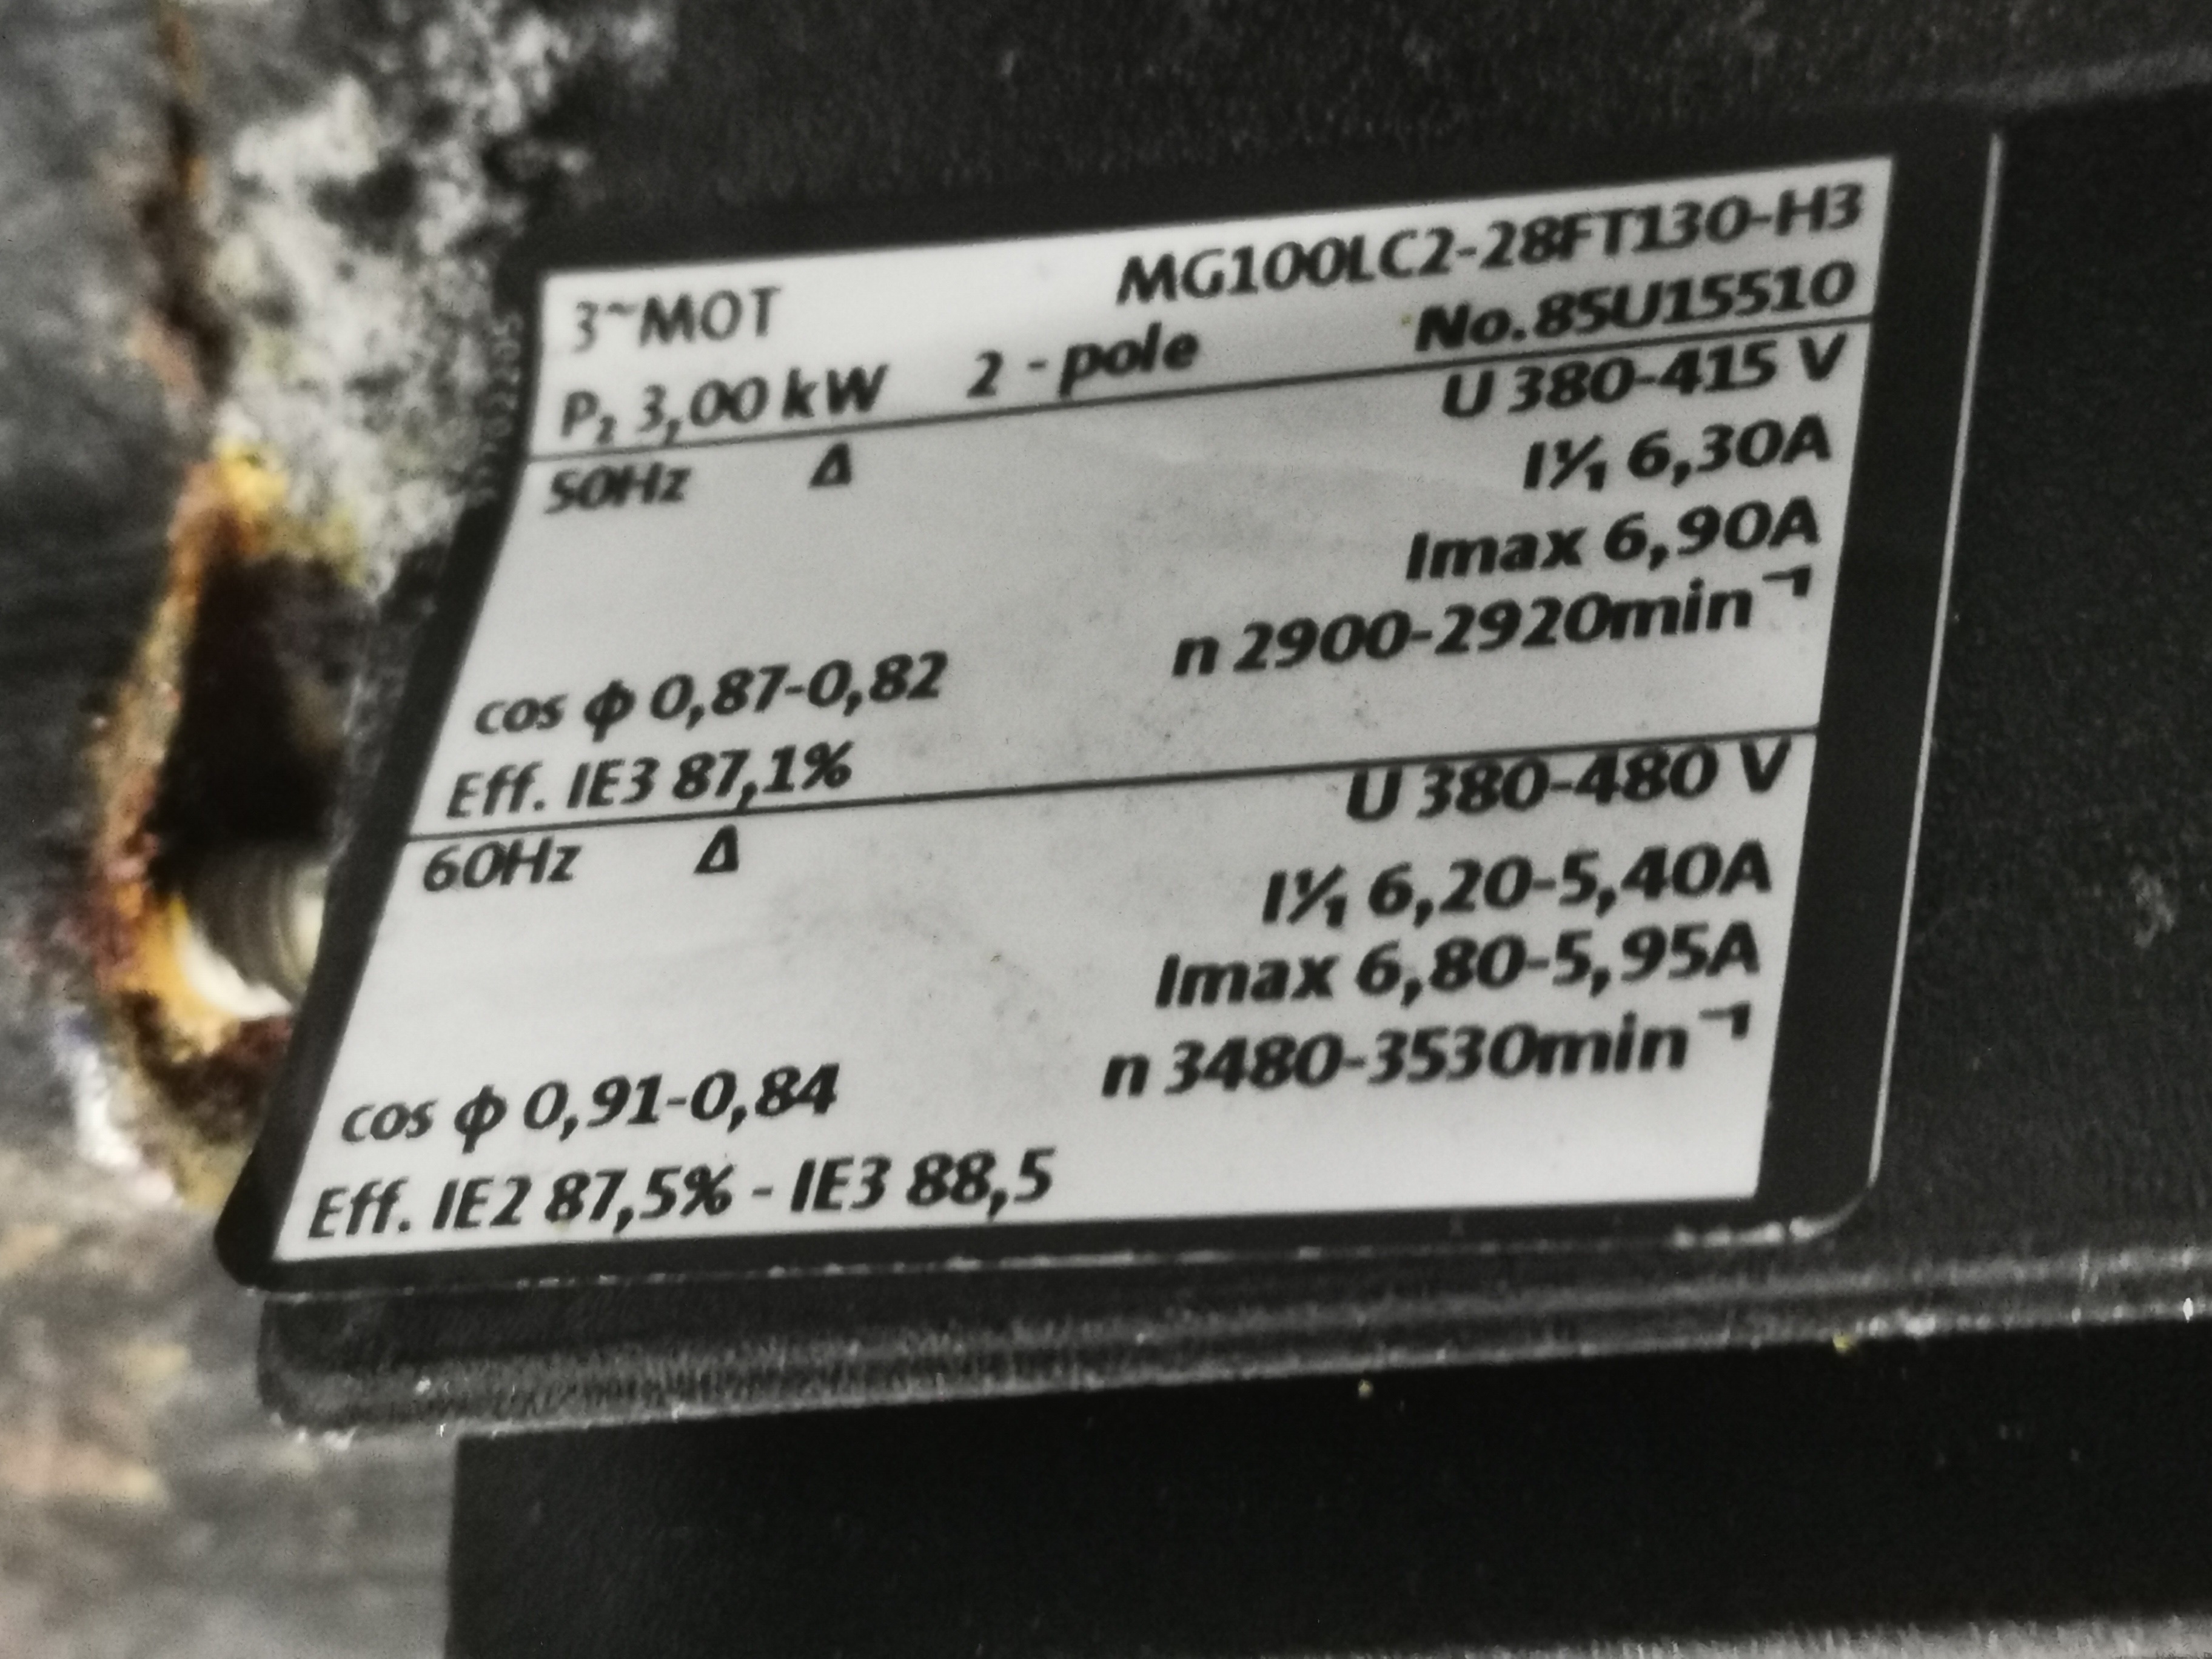 3~MOT MG100LC2-28FT130-H3
P₂ 3,00 kW 2 - pole No.85U15510
50Hz Δ U 380-415 V
I 1/1 6,30A
Imax 6,90A
cos φ 0,87-0,82 n 2900-2920min⁻¹
Eff. IE3 87,1%
60Hz Δ U 380-480 V
I 1/1 6,20-5,40A
Imax 6,80-5,95A
cos φ 0,91-0,84 n 3480-3530min⁻¹
Eff. IE2 87,5% - IE3 88,5